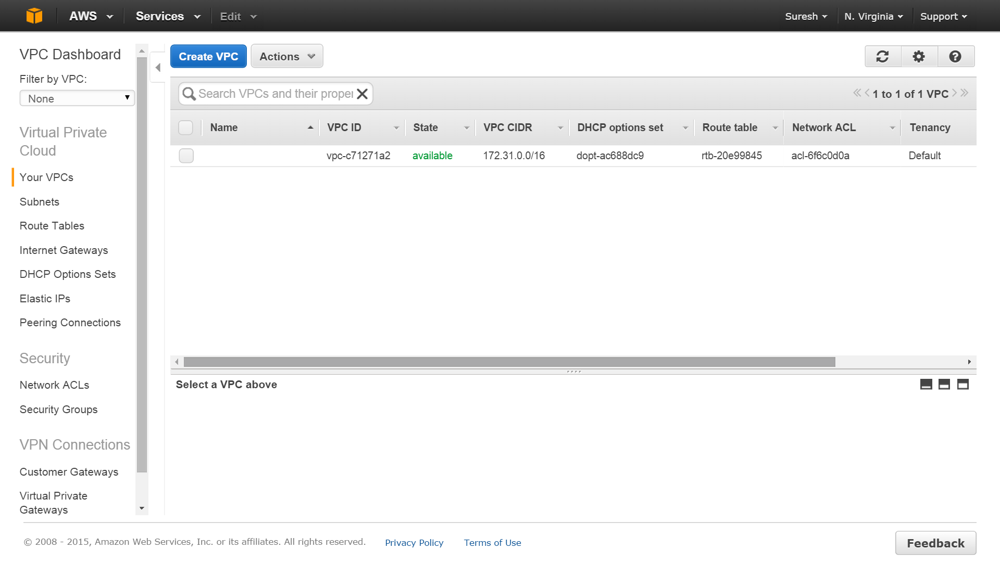 AWS Services Edit Suresh N. Virginia Support
VPC Dashboard
Filter by VPC:
None
Virtual Private
Cloud
Your VPCs
Subnets
Route Tables
Internet Gateways
DHCP Options Sets
Elastic IPs
Peering Connections
Security
Network ACLs
Security Groups
VPN Connections
Customer Gateways
Virtual Private
Gateways
Create VPC Actions
Search VPCs and their proper 1 to 1 of 1 VPC
Name VPC ID State VPC CIDR DHCP options set Route table Network ACL Tenancy
vpc-c71271a2 available 172.31.0.0/16 dopt-ac688dc9 rtb-20e99845 acl-6f6c0d0a Default
Select a VPC above
© 2008 - 2015, Amazon Web Services, Inc. or its affiliates. All rights reserved. Privacy Policy Terms of Use Feedback